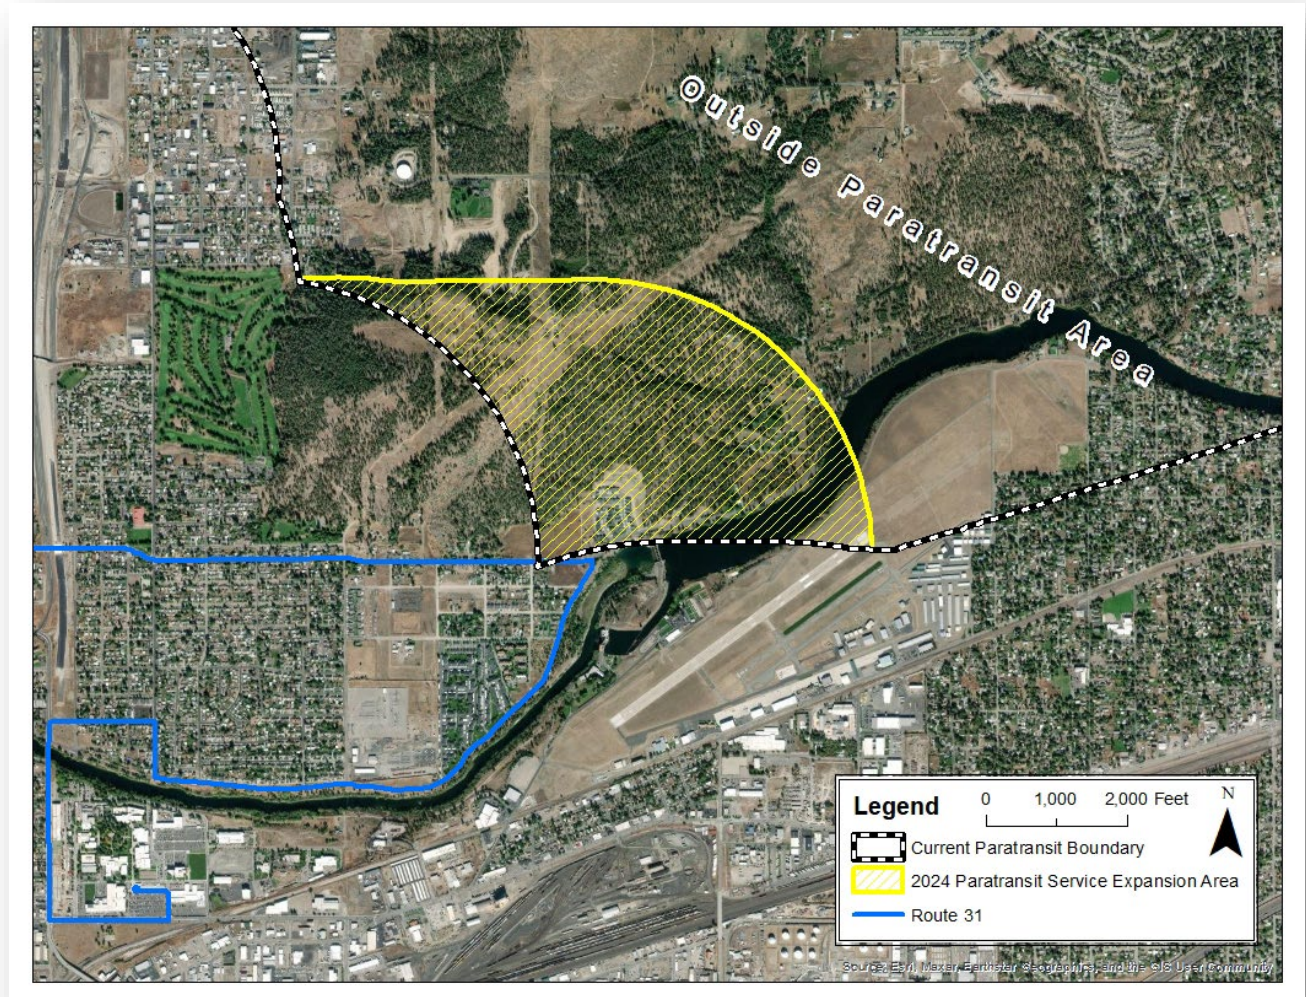 Outside Paratransit Area
Legend
0 1,000 2,000 Feet
N
Current Paratransit Boundary
2024 Paratransit Service Expansion Area
Route 31
Source: Esri, Maxar, Earthstar Geographics, and the GIS User Community